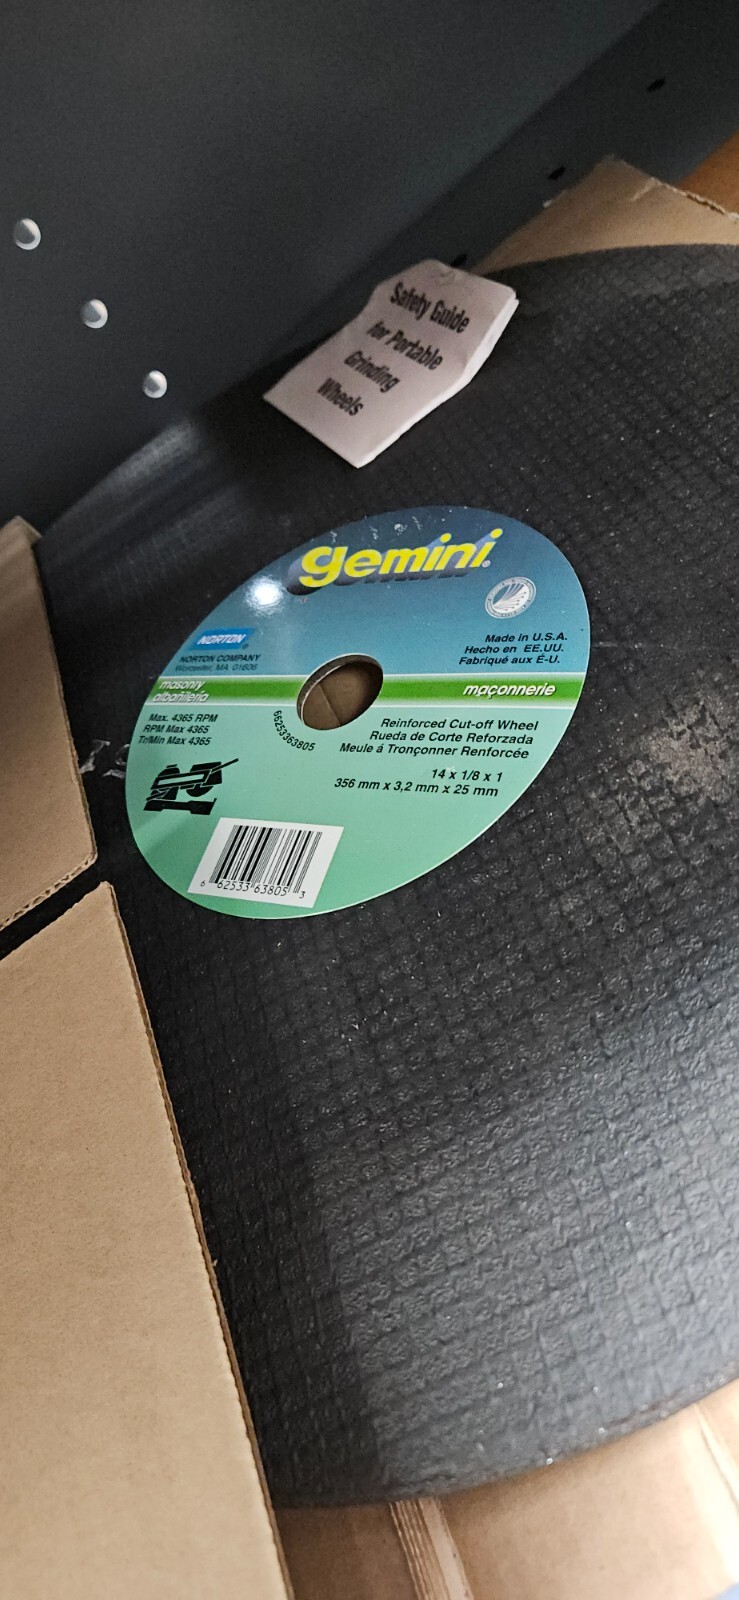 Safety Guide
for Portable
Grinding
Wheels
gemini®
NORTON®
NORTON COMPANY
Worcester, MA 01606
Made in U.S.A.
Hecho en EE.UU.
Fabriqué aux É-U.
masonry
albañilería
maçonnerie
Max. 4365 RPM
RPM Max 4365
Tr/Min Max 4365
66253363805
Reinforced Cut-off Wheel
Rueda de Corte Reforzada
Meule á Tronçonner Renforcée
14 x 1/8 x 1
356 mm x 3,2 mm x 25 mm
6 62533 63805 3